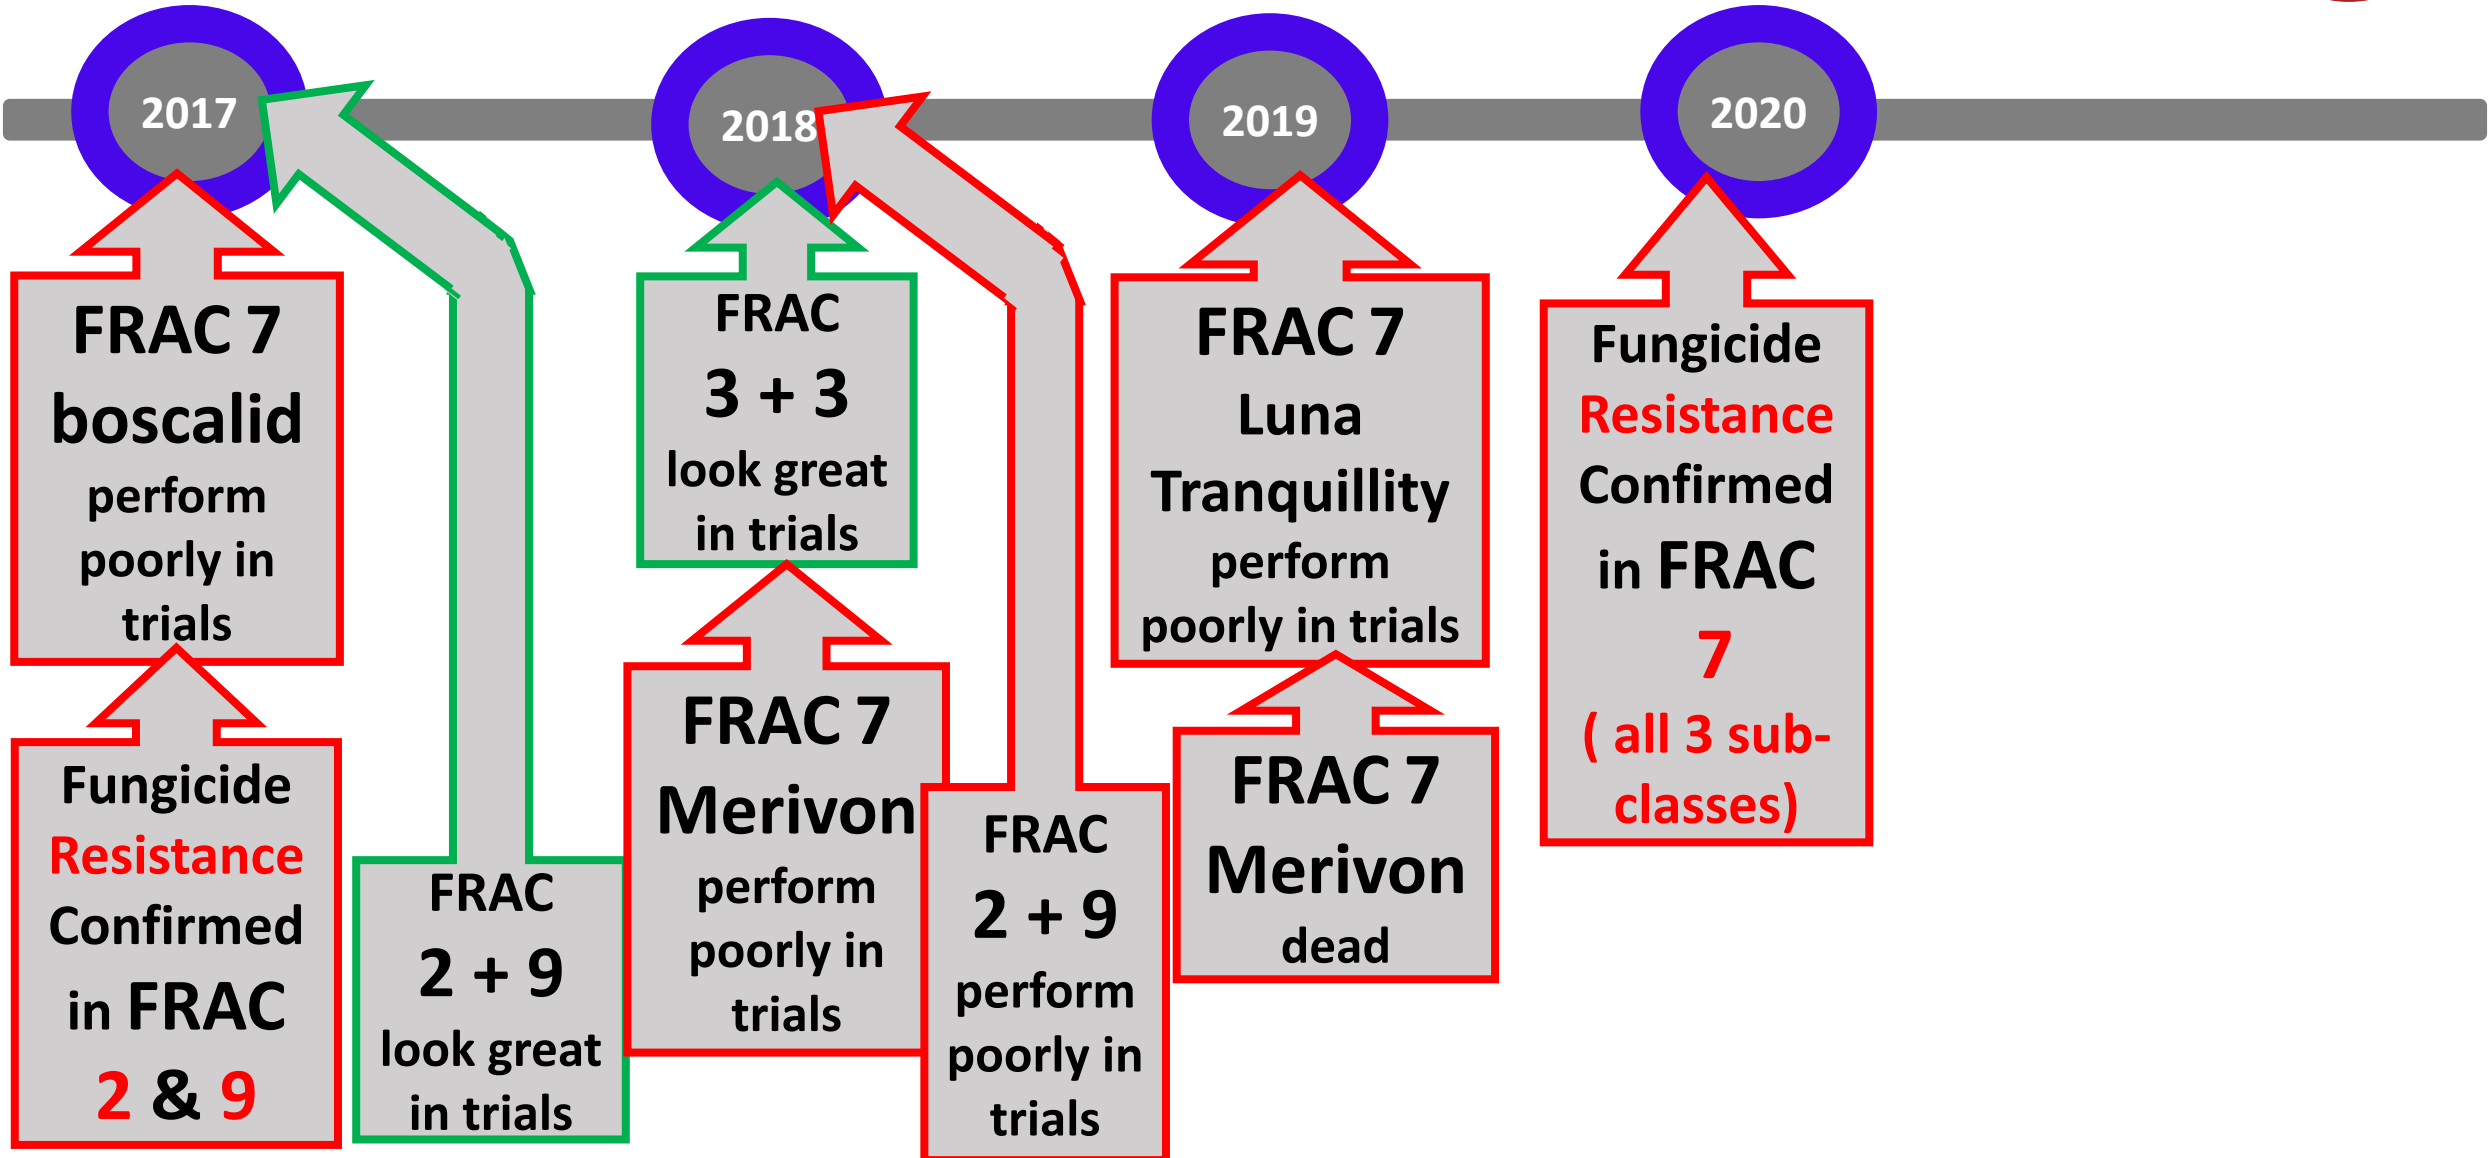 2017
2018
2019
2020
FRAC 7
boscalid
perform
poorly in
trials
Fungicide
Resistance
Confirmed
in FRAC
2 & 9
FRAC
2 + 9
look great
in trials
FRAC
3 + 3
look great
in trials
FRAC 7
Merivon
perform
poorly in
trials
FRAC
2 + 9
perform
poorly in
trials
FRAC 7
Luna
Tranquillity
perform
poorly in trials
FRAC 7
Merivon
dead
Fungicide
Resistance
Confirmed
in FRAC
7
( all 3 sub-
classes)